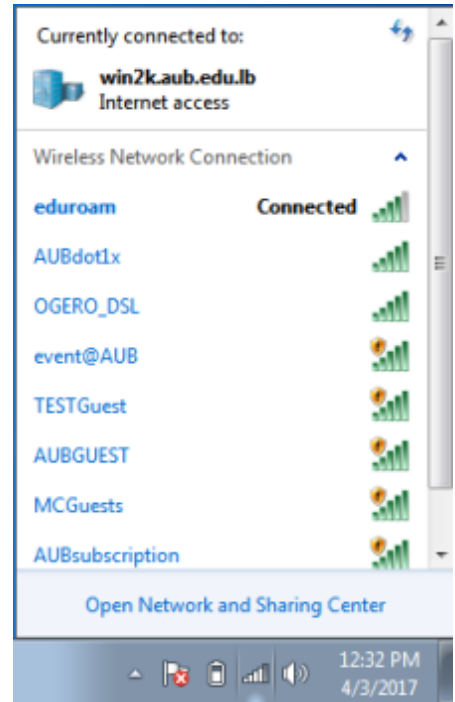 Currently connected to:
win2k.aub.edu.lb
Internet access
Wireless Network Connection
eduroam Connected
AUBdot1x
OGERO_DSL
event@AUB
TESTGuest
AUBGUEST
MCGuests
AUBsubscription
Open Network and Sharing Center
12:32 PM
4/3/2017